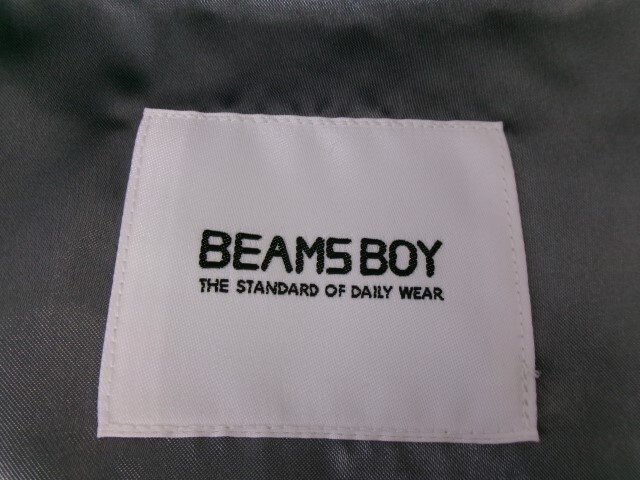 BEAMS BOY
THE STANDARD OF DAILY WEAR